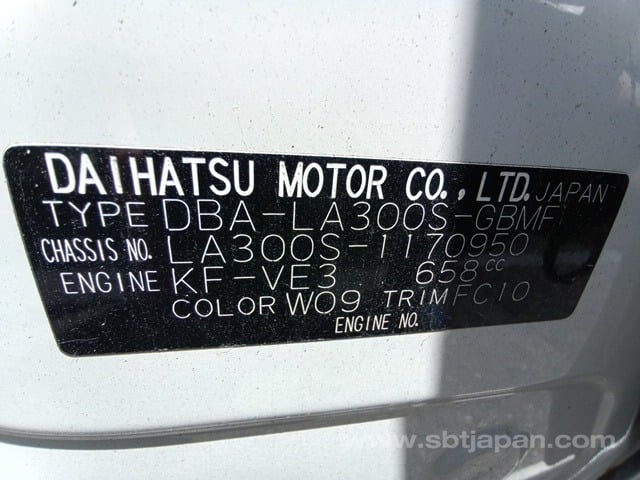 DAIHATSU MOTOR CO., LTD. JAPAN
TYPE DBA-LA300S-GBMF
CHASSIS NO. LA300S-1170950
ENGINE KF-VE3 658cc
COLOR W09 TRIM FC10
ENGINE NO.
www.sbtjapan.com